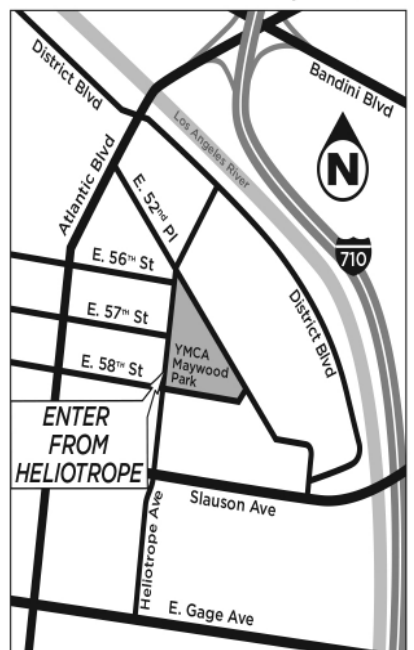 District Blvd
Bandini Blvd
Los Angeles River
Atlantic Blvd
N
E. 52nd Pl
710
E. 56TH St
E. 57TH St
District Blvd
YMCA
Maywood
Park
E. 58TH St
ENTER
FROM
HELIOTROPE
Slauson Ave
Heliotrope Ave
E. Gage Ave